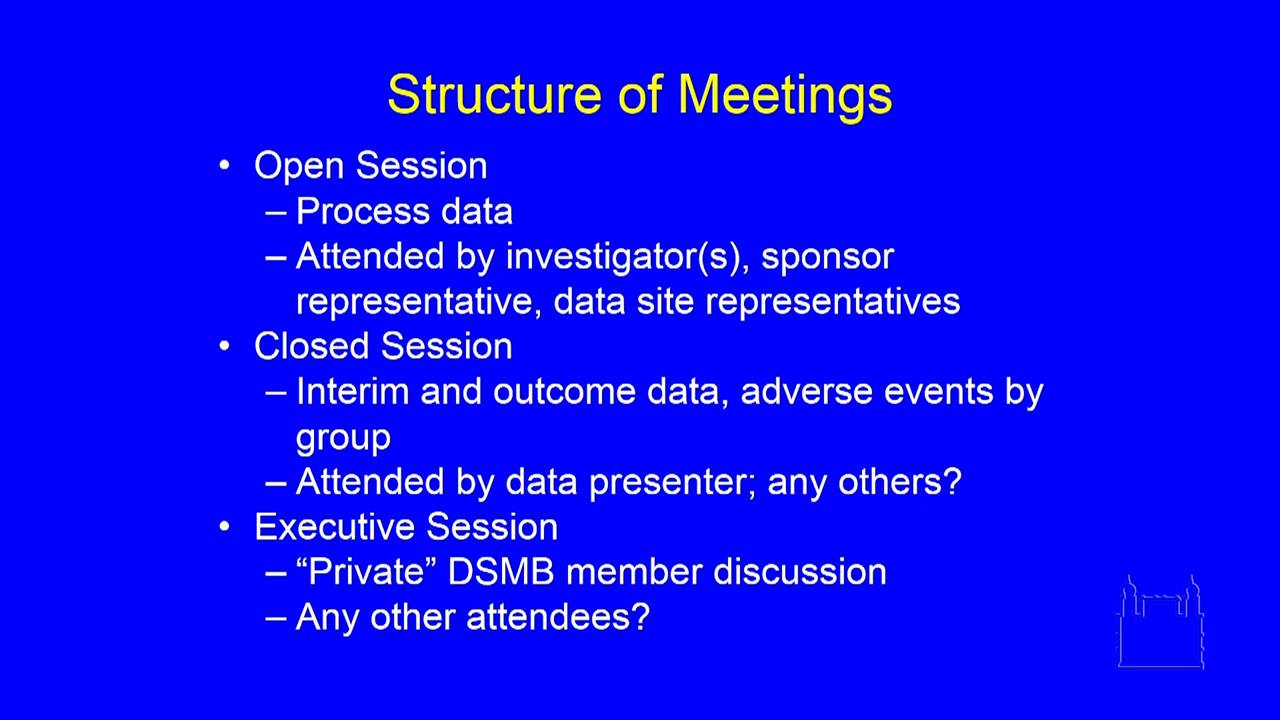 Structure of Meetings
• Open Session
– Process data
– Attended by investigator(s), sponsor
representative, data site representatives
• Closed Session
– Interim and outcome data, adverse events by
group
– Attended by data presenter; any others?
• Executive Session
– “Private” DSMB member discussion
– Any other attendees?